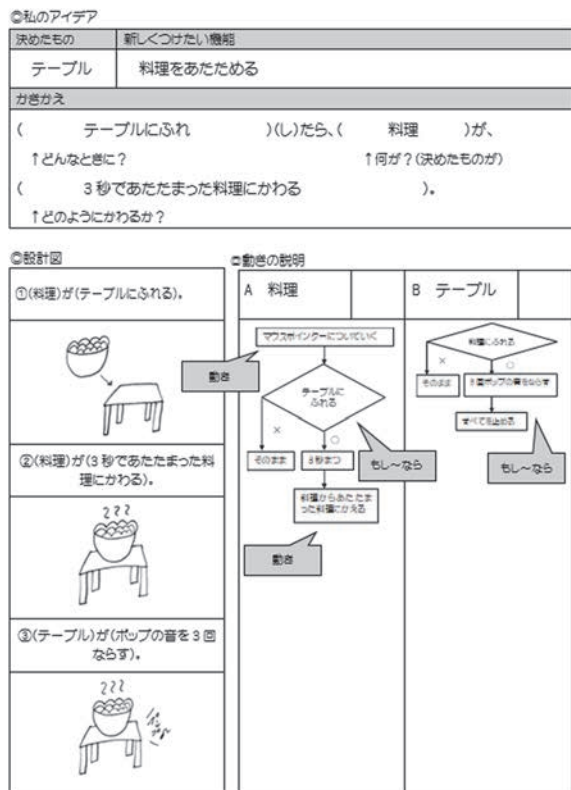 ◎私のアイデア
決めたもの 新しくつけたい機能
テーブル 料理をあたためる
かきかえ
( テーブルにふれ )(し)だら、( 料理 )が、
↑どんなときに? ↑何が?(決めたものが)
( 3秒であたたまった料理にかわる )。
↑どのようにかわるか?
◎設計図
①(料理)が(テーブルにふれる)。
②(料理)が(3秒であたたまった料
理にかわる)。
③(テーブル)が(ポップの音を3回
ならす)。
◎動きの説明
A 料理
マウスポインターについていく
動き
テーブルに
ふれる
×
○
そのまま
3秒まつ
もし~なら
料理からあたたま
った料理にかえる
動き
B テーブル
料理にふれる
×
○
そのまま
3回ポップの音をならす
すべてを止める
もし~なら